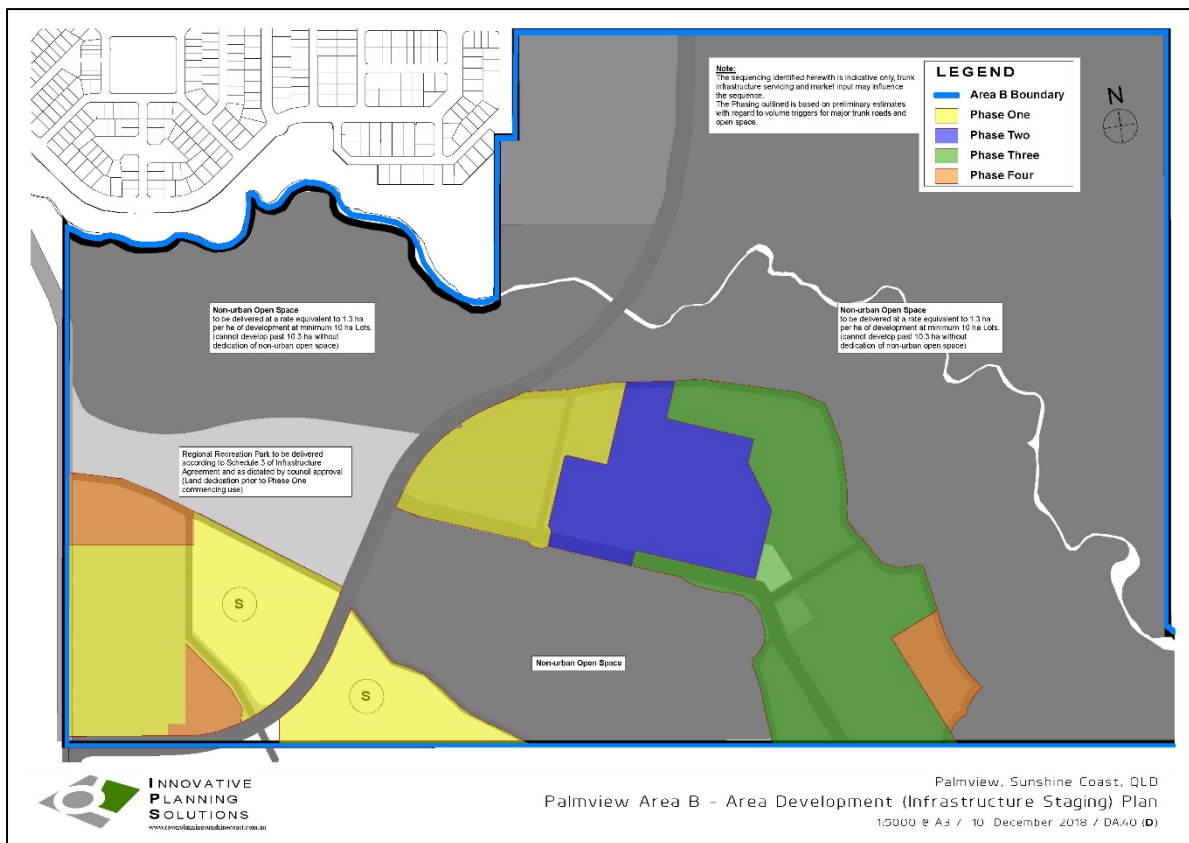 Note:
The sequencing identified herewith is indicative only, trunk
infrastructure servicing and market input may influence
the sequence.
The Phasing outlined is based on preliminary estimates
with regard to volume triggers for major trunk roads and
open space.
LEGEND
Area B Boundary
Phase One
Phase Two
Phase Three
Phase Four
N
Non-urban Open Space
to be delivered at a rate equivalent to 1.3 ha
per ha of development at minimum 10 ha Lots.
(cannot develop past 10.3 ha without
dedication of non-urban open space)
Non-urban Open Space
to be delivered at a rate equivalent to 1.3 ha
per ha of development at minimum 10 ha Lots.
(cannot develop past 10.3 ha without
dedication of non-urban open space)
Regional Recreation Park to be delivered
according to Schedule 3 of Infrastructure
Agreement and as dictated by council approval
(Land dedication prior to Phase One
commencing use)
S
S
Non-urban Open Space
INNOVATIVE
PLANNING
SOLUTIONS
Palmview, Sunshine Coast, QLD
Palmview Area B - Area Development (Infrastructure Staging) Plan
1:5000 @ A3 / 10 December 2018 / DA.40 (D)